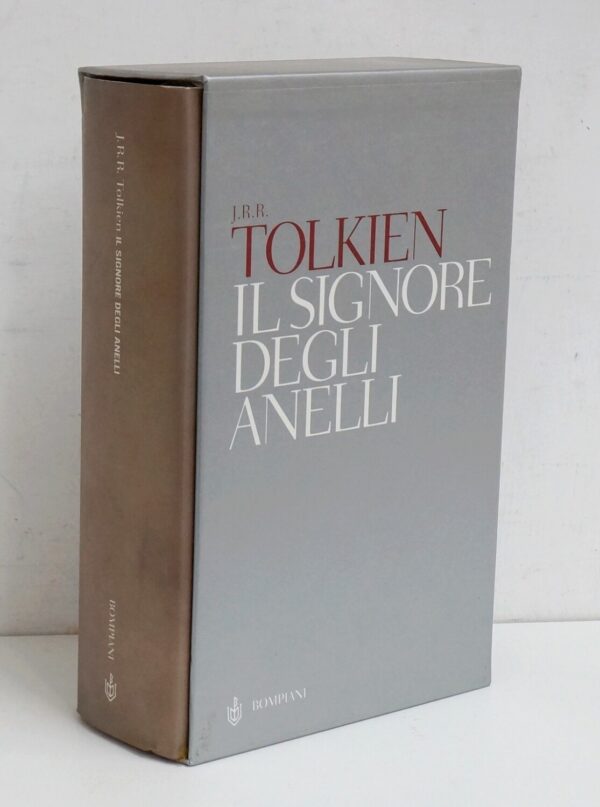 J.R.R. Tolkien IL SIGNORE DEGLI ANELLI
BOMPIANI
J.R.R.
TOLKIEN
IL SIGNORE
DEGLI
ANELLI
BOMPIANI